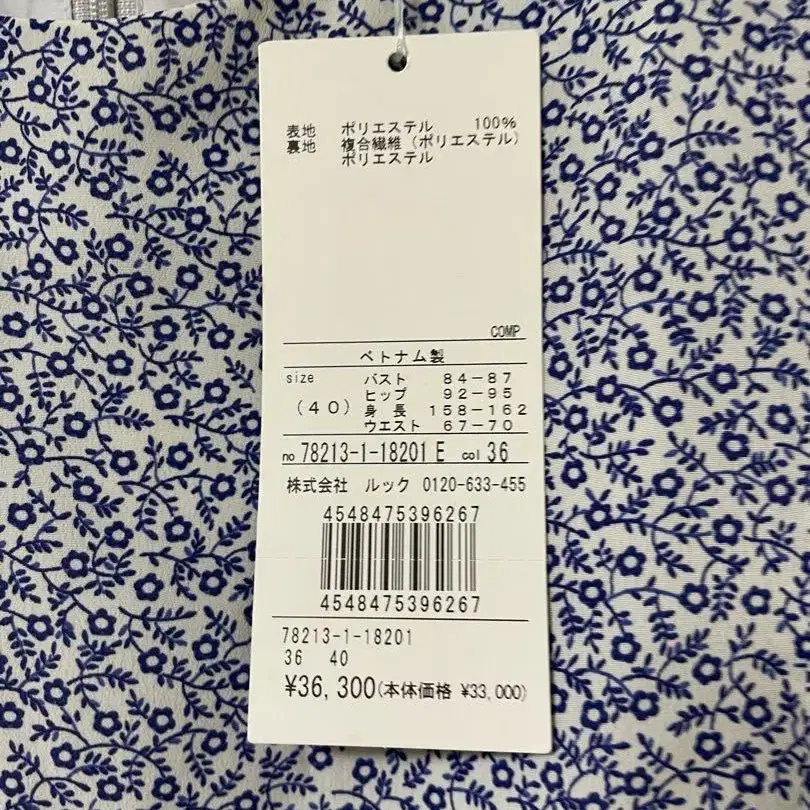 表地 ポリエステル 100%
裏地 複合繊維(ポリエステル)
ポリエステル
COMP
ベトナム製
size バスト 84-87
ヒップ 92-95
(40) 身長 158-162
ウエスト 67-70
no 78213-1-18201 E col 36
株式会社 ルック 0120-633-455
4548475396267
4548475396267
78213-1-18201
36 40
¥36,300(本体価格 ¥33,000)